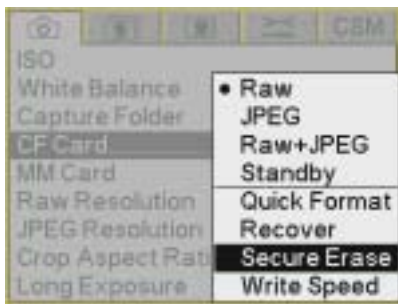 CSM
ISO
White Balance
Capture Folder
CF Card
MM Card
Raw Resolution
JPEG Resolution
Crop Aspect Rati
Long Exposure
• Raw
JPEG
Raw+JPEG
Standby
Quick Format
Recover
Secure Erase
Write Speed